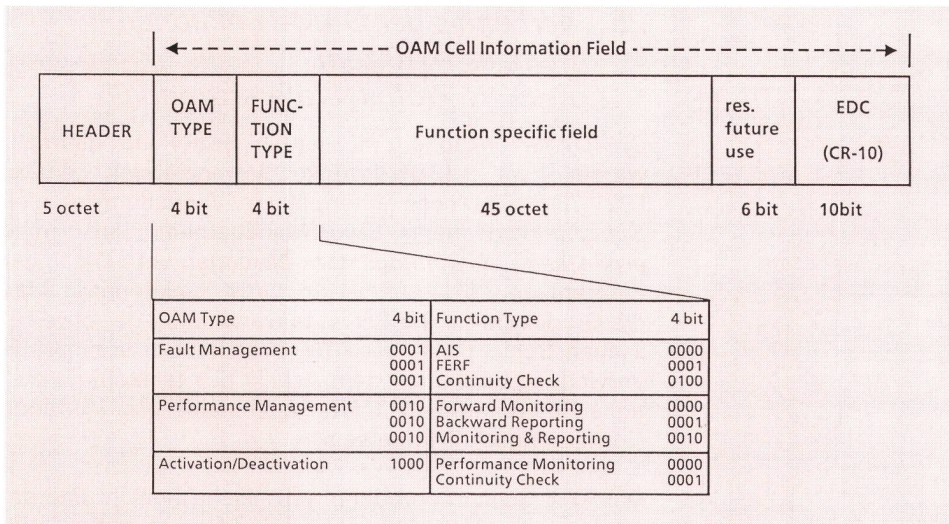 OAM Cell Information Field
HEADER
OAM
TYPE
FUNC-
TION
TYPE
Function specific field
res.
future
use
EDC
(CR-10)
5 octet 4 bit 4 bit 45 octet 6 bit 10bit
OAM Type 4 bit Function Type 4 bit
Fault Management 0001 AIS 0000
0001 FERF 0001
0001 Continuity Check 0100
Performance Management 0010 Forward Monitoring 0000
0010 Backward Reporting 0001
0010 Monitoring & Reporting 0010
Activation/Deactivation 1000 Performance Monitoring 0000
Continuity Check 0001